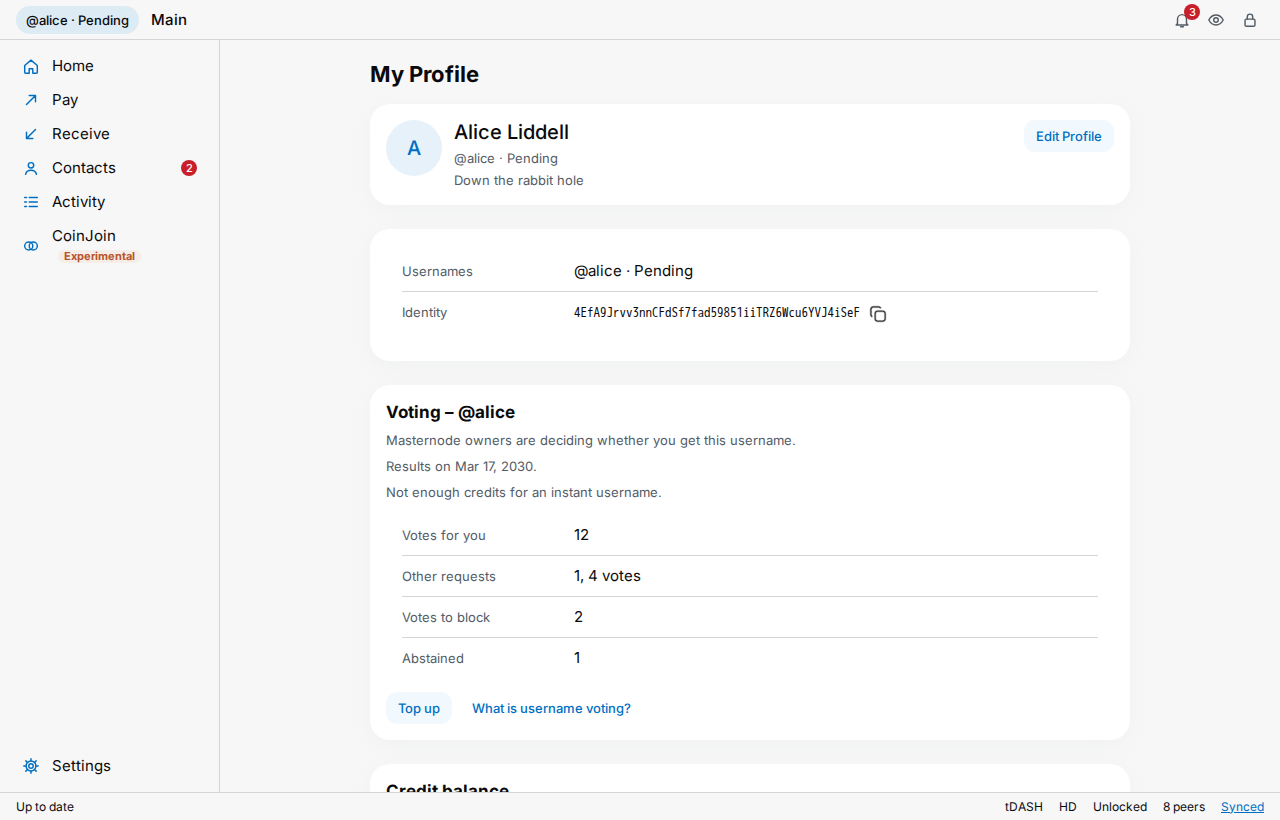 @alice · Pending Main 3
Home
Pay
Receive
Contacts 2
Activity
CoinJoin
Experimental
Settings
My Profile
A
Alice Liddell
@alice · Pending
Down the rabbit hole
Edit Profile
Usernames @alice · Pending
Identity 4EfA9Jrvv3nnCFdSf7fad59851iiTRZ6Wcu6YVJ4iSeF
Voting – @alice
Masternode owners are deciding whether you get this username.
Results on Mar 17, 2030.
Not enough credits for an instant username.
Votes for you 12
Other requests 1, 4 votes
Votes to block 2
Abstained 1
Top up What is username voting?
Credit balance
Up to date tDASH HD Unlocked 8 peers Synced